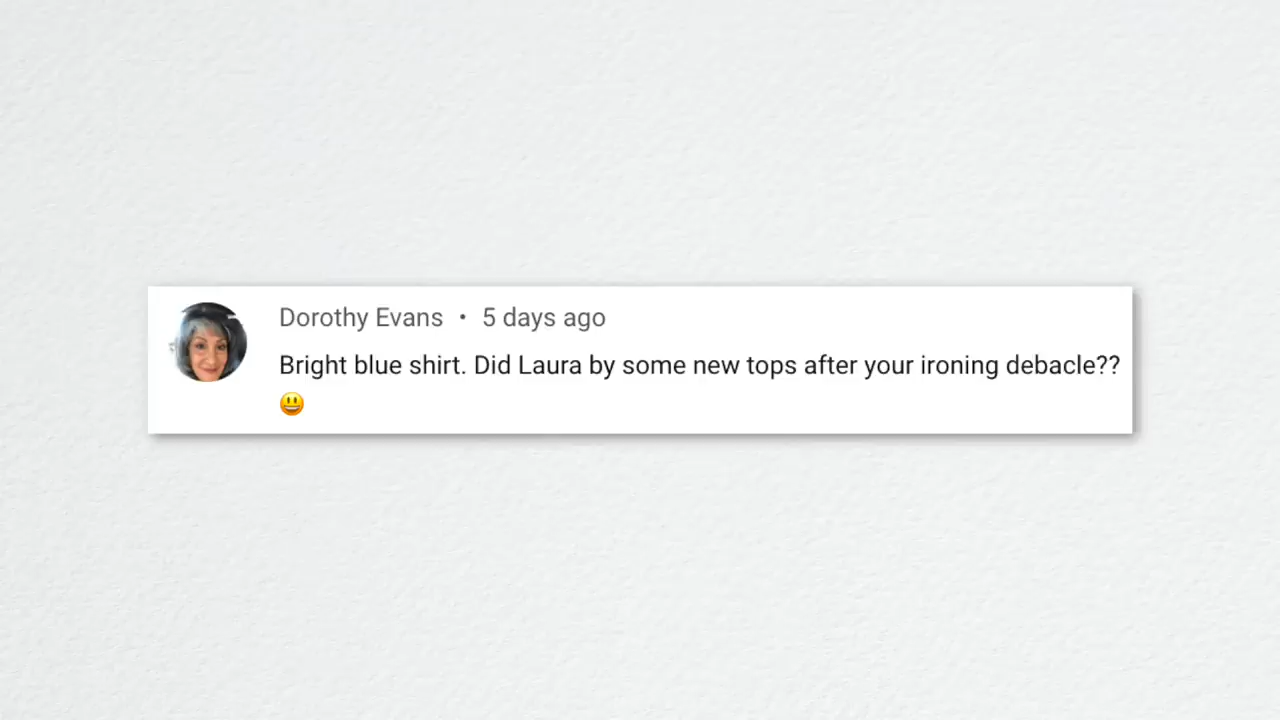 Dorothy Evans • 5 days ago
Bright blue shirt. Did Laura by some new tops after your ironing debacle??
😃